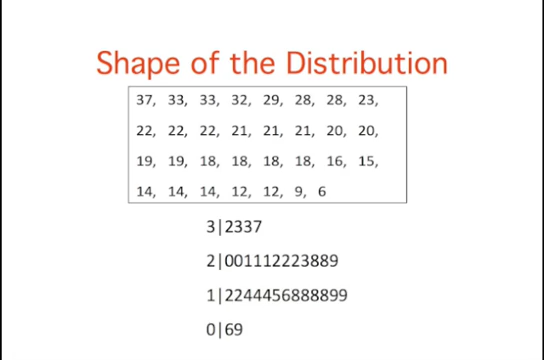 Shape of the Distribution
37, 33, 33, 32, 29, 28, 28, 23,
22, 22, 22, 21, 21, 21, 20, 20,
19, 19, 18, 18, 18, 18, 16, 15,
14, 14, 14, 12, 12, 9, 6
3|2337
2|001112223889
1|2244456888899
0|69